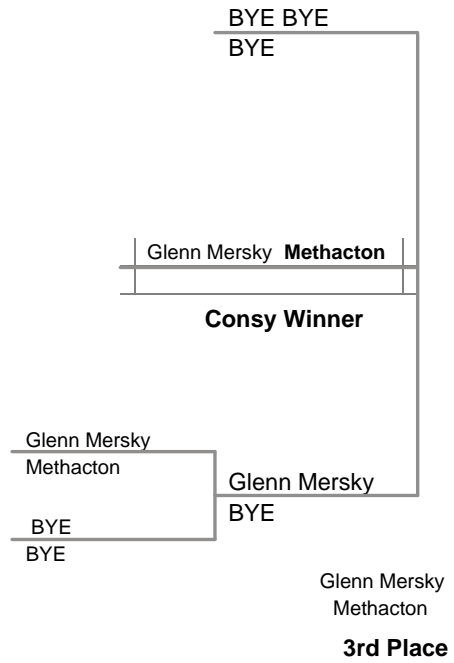 BYE BYE
BYE
Glenn Mersky Methacton
Consy Winner
Glenn Mersky
Methacton
Glenn Mersky
BYE
BYE
BYE
Glenn Mersky
Methacton
3rd Place